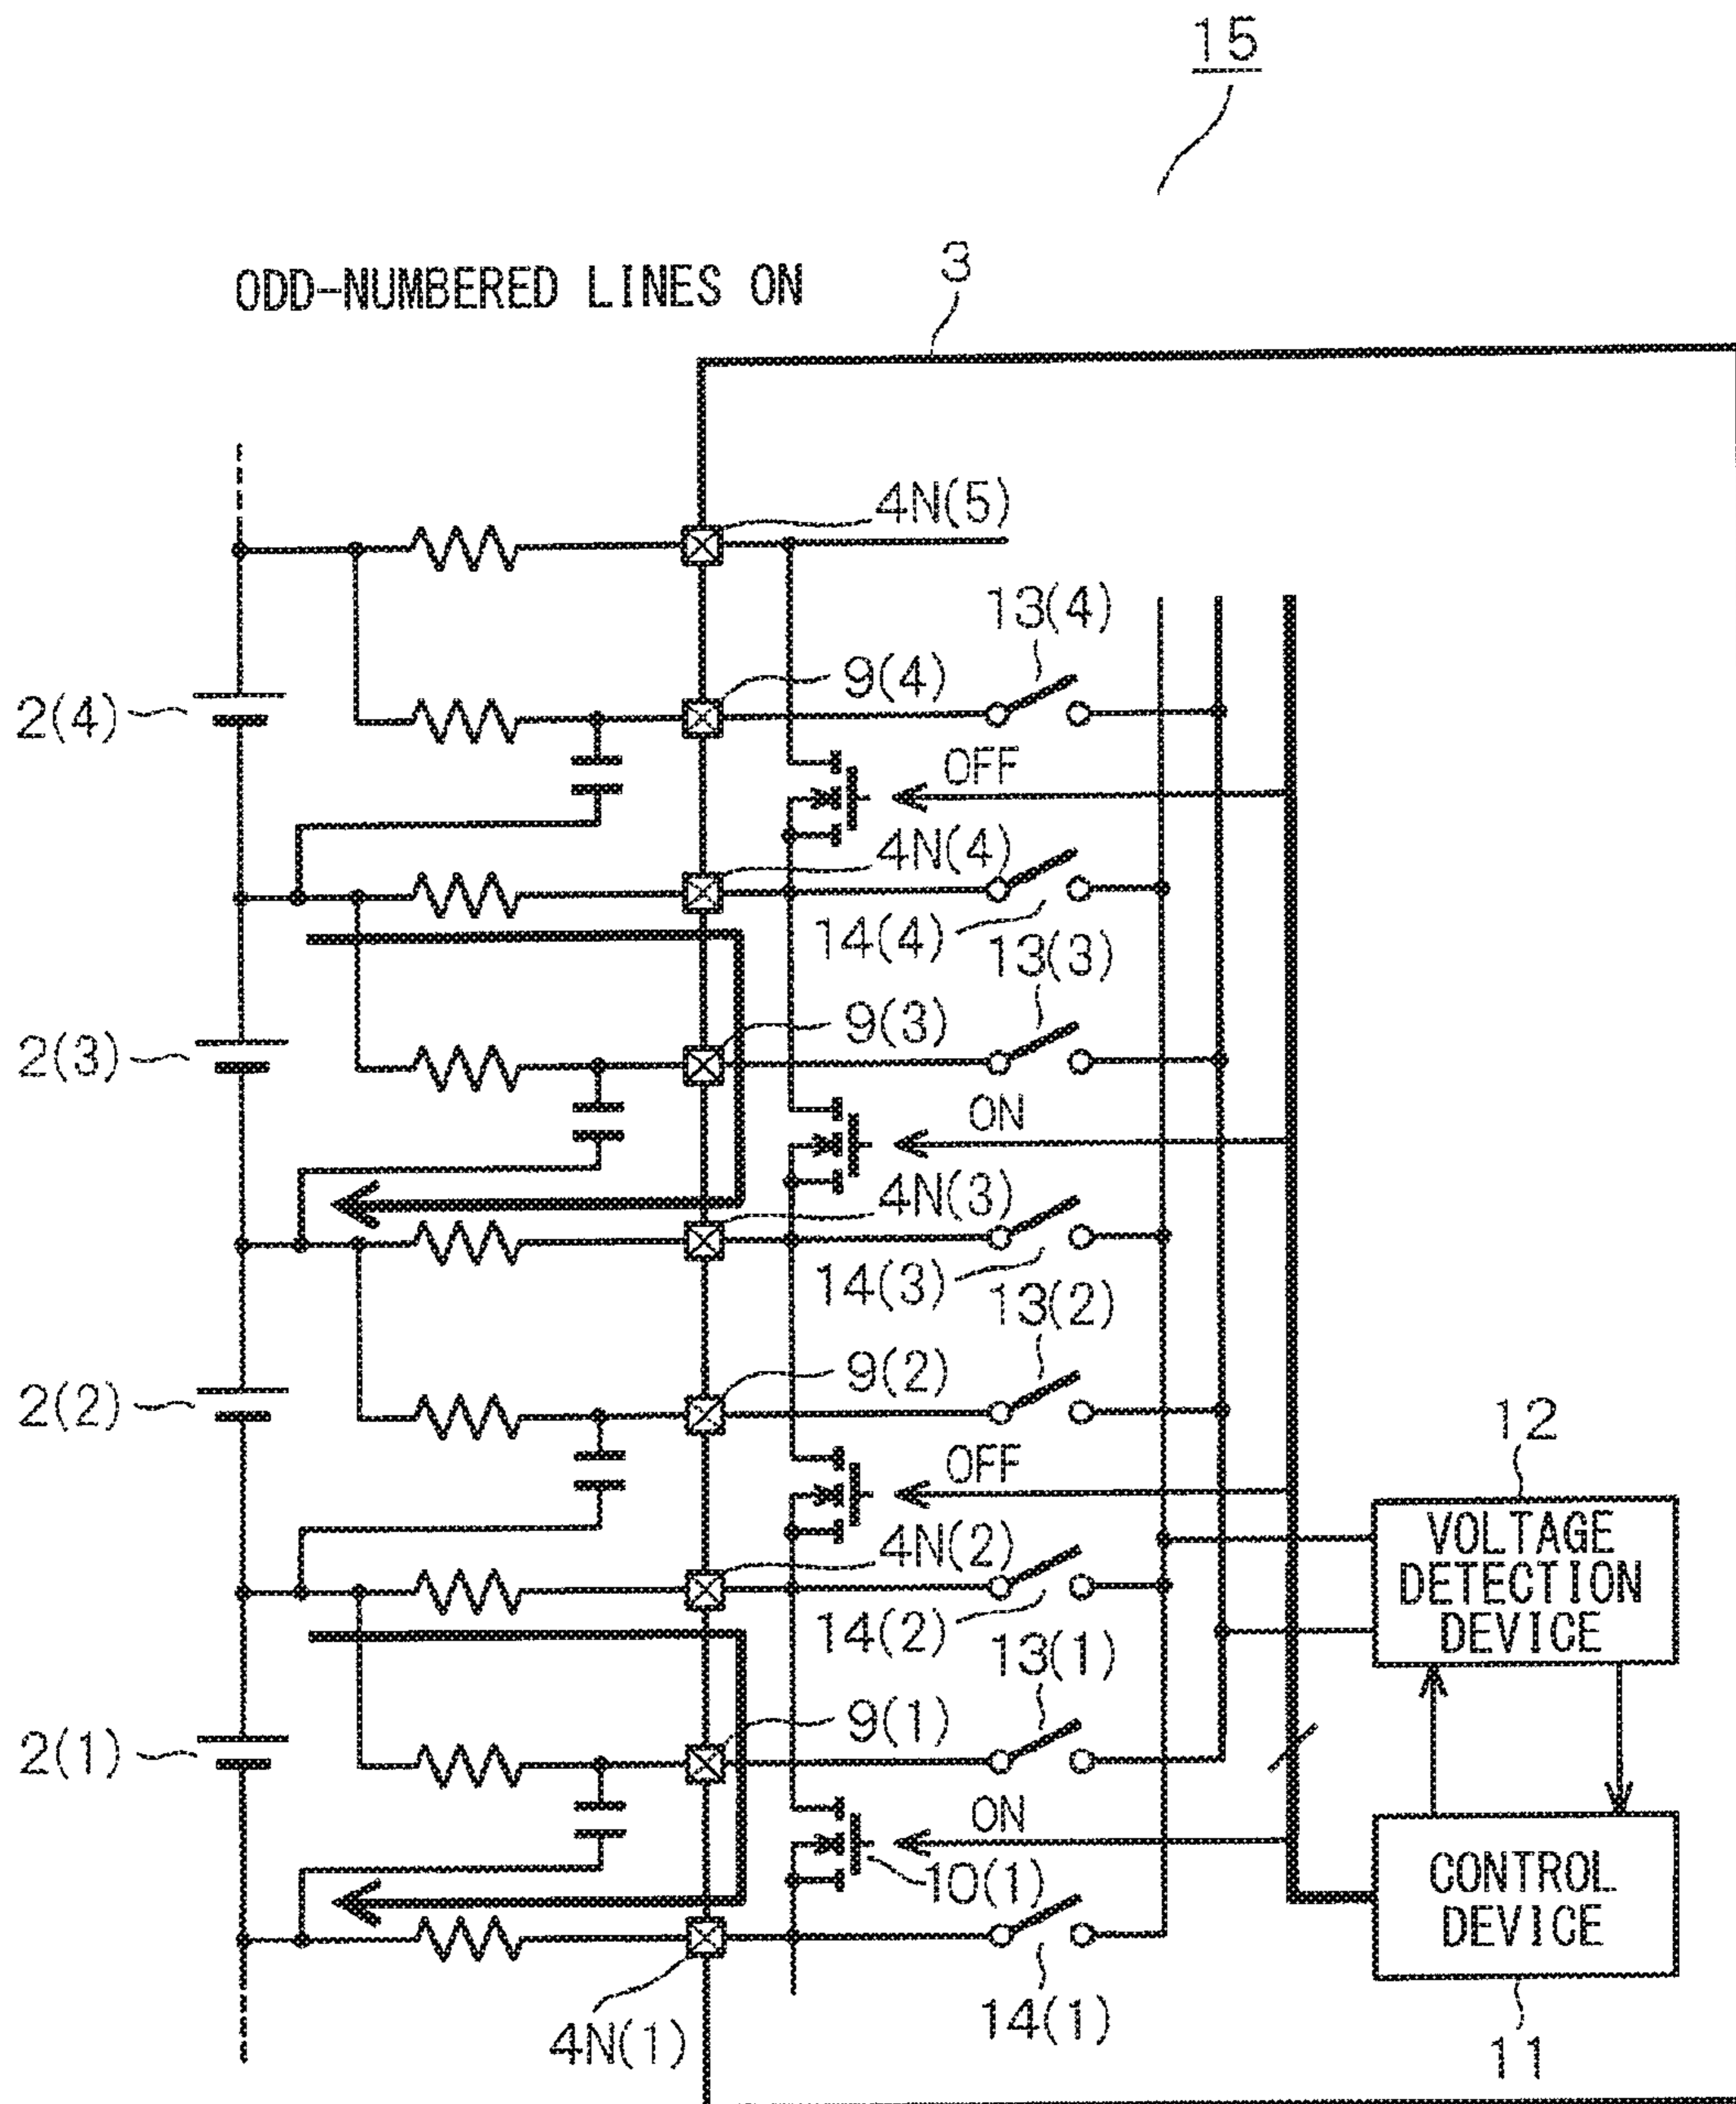 15
ODD-NUMBERED LINES ON
3
4N(5)
13(4)
9(4)
2(4)
OFF
4N(4)
14(4)
13(3)
9(3)
2(3)
ON
4N(3)
14(3)
13(2)
9(2)
2(2)
OFF
12
VOLTAGE
DETECTION
DEVICE
4N(2)
14(2)
13(1)
9(1)
2(1)
ON
10(1)
CONTROL
DEVICE
4N(1)
14(1)
11